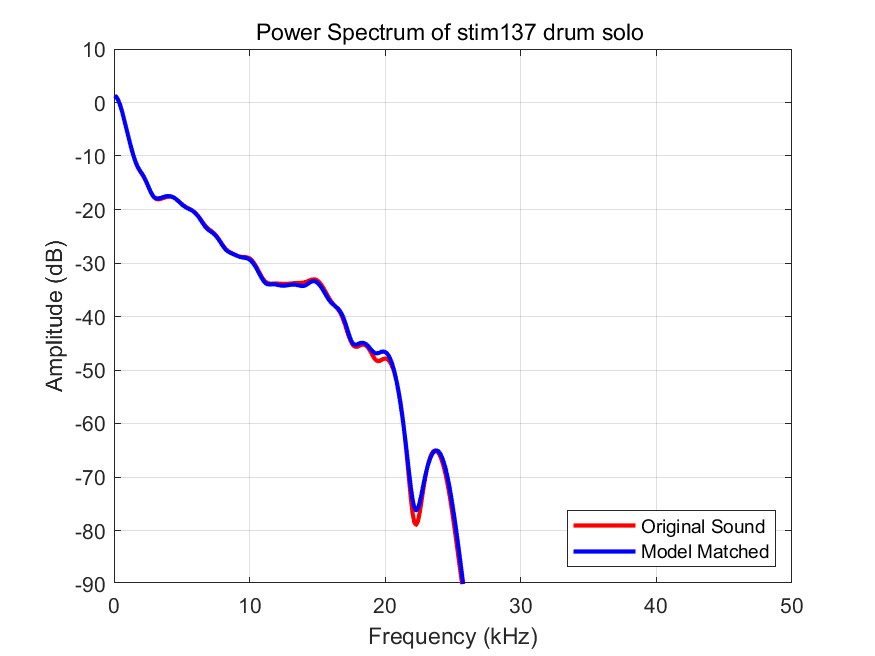 Power Spectrum of stim137 drum solo
10
0
-10
-20
-30
-40
-50
-60
-70
-80
-90
Amplitude (dB)
Original Sound
Model Matched
0 10 20 30 40 50
Frequency (kHz)